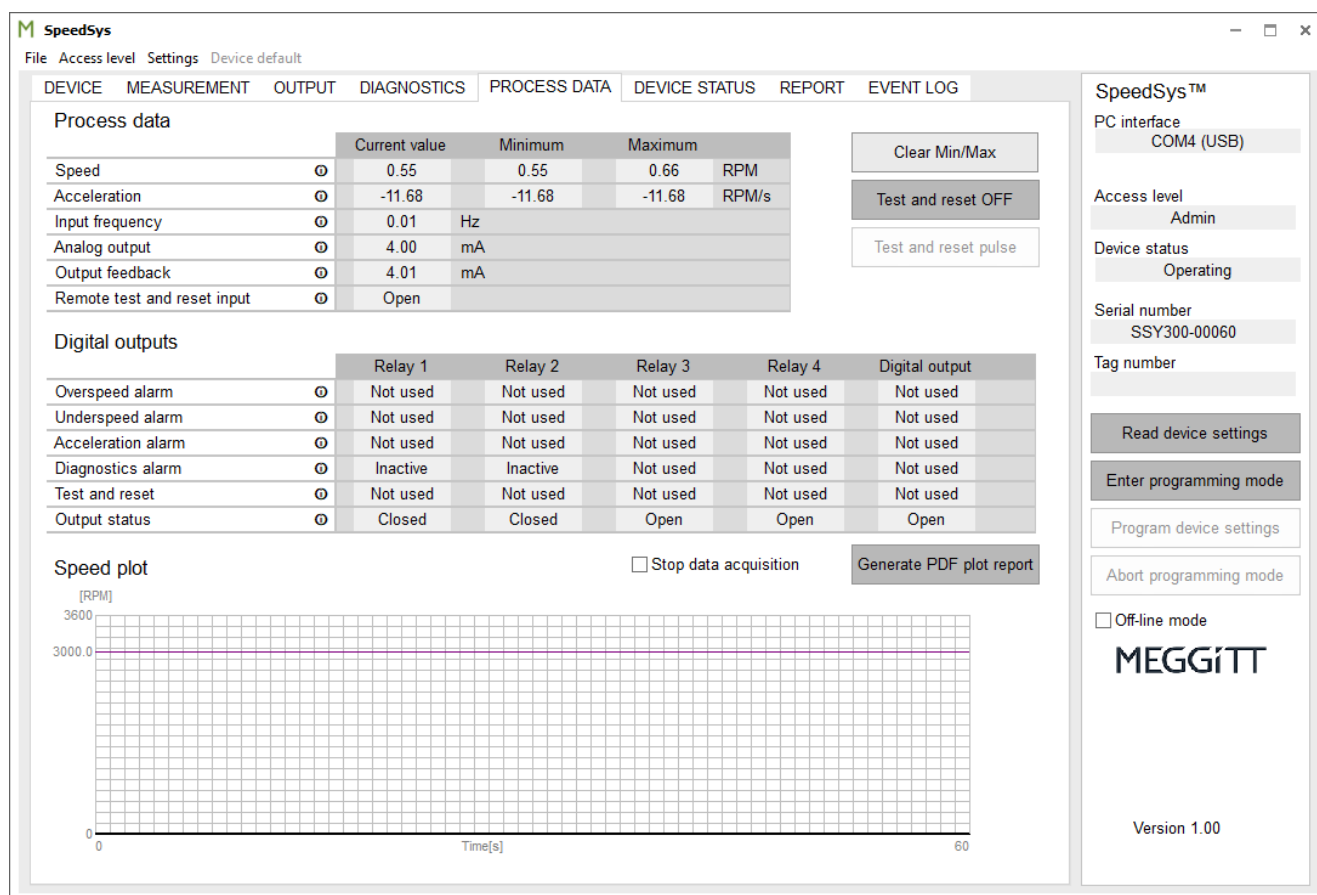 M SpeedSys
File Access level Settings Device default
DEVICE MEASUREMENT OUTPUT DIAGNOSTICS PROCESS DATA DEVICE STATUS REPORT EVENT LOG
Process data
Current value Minimum Maximum
Speed 0.55 0.55 0.66 RPM
Acceleration -11.68 -11.68 -11.68 RPM/s
Input frequency 0.01 Hz
Analog output 4.00 mA
Output feedback 4.01 mA
Remote test and reset input Open
Clear Min/Max
Test and reset OFF
Test and reset pulse
Digital outputs
Relay 1 Relay 2 Relay 3 Relay 4 Digital output
Overspeed alarm Not used Not used Not used Not used Not used
Underspeed alarm Not used Not used Not used Not used Not used
Acceleration alarm Not used Not used Not used Not used Not used
Diagnostics alarm Inactive Inactive Not used Not used Not used
Test and reset Not used Not used Not used Not used Not used
Output status Closed Closed Open Open Open
Speed plot
Stop data acquisition
Generate PDF plot report
[RPM]
3600
3000.0
0
0 Time[s] 60
SpeedSys™
PC interface
COM4 (USB)
Access level
Admin
Device status
Operating
Serial number
SSY300-00060
Tag number
Read device settings
Enter programming mode
Program device settings
Abort programming mode
Off-line mode
MEGGiTT
Version 1.00